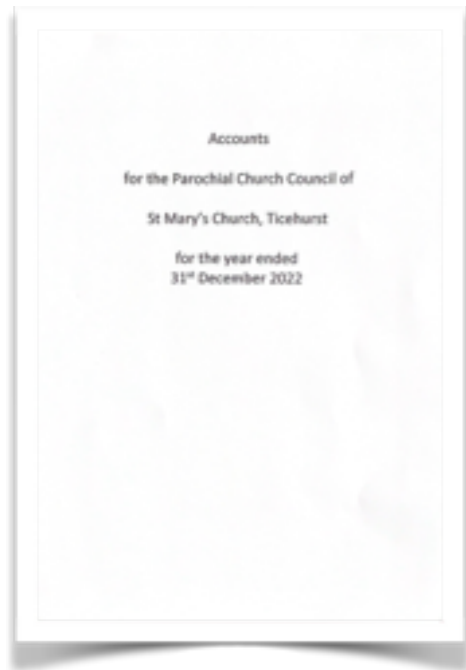 Accounts
for the Parochial Church Council of
St Mary's Church, Ticehurst
for the year ended
31st December 2022